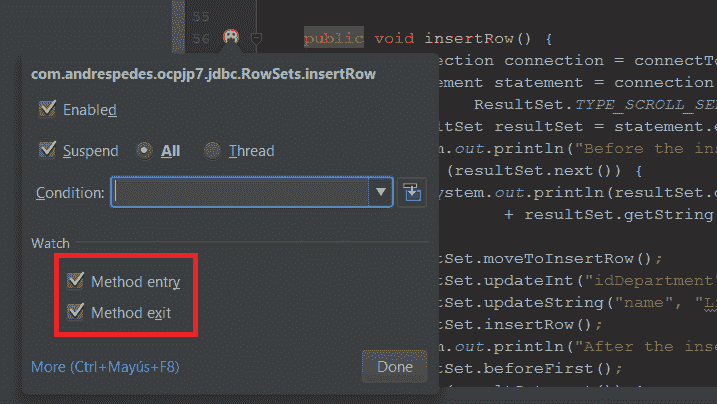 55
56 public void insertRow() {
com.andrespedes.ocpjp7.jdbc.RowSets.insertRow
Enabled
Suspend All Thread
Condition:
Watch
Method entry
Method exit
More (Ctrl+Mayús+F8)
Done
ection connection = connectTo
ement statement = connection
ResultSet.TYPE_SCROLL_SE
ltSet resultSet = statement.e
m.out.println("Before the ins
(resultSet.next()) {
ystem.out.println(resultSet.
+ resultSet.getString
tSet.moveToInsertRow();
tSet.updateInt("idDepartment"
tSet.updateString("name", "L
tSet.insertRow();
m.out.println("After the inse
tSet.beforeFirst();